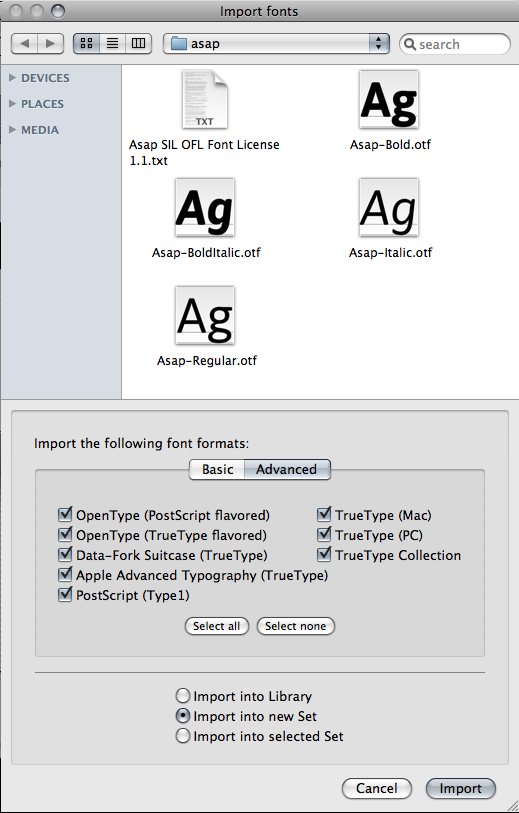 Import fonts
asap
search
DEVICES
PLACES
MEDIA
TXT
Ag
Asap SIL OFL Font License
1.1.txt
Asap-Bold.otf
Ag
Ag
Asap-BoldItalic.otf
Asap-Italic.otf
Ag
Asap-Regular.otf
Import the following font formats:
Basic
Advanced
OpenType (PostScript flavored)
TrueType (Mac)
OpenType (TrueType flavored)
TrueType (PC)
Data-Fork Suitcase (TrueType)
TrueType Collection
Apple Advanced Typography (TrueType)
PostScript (Type1)
Select all
Select none
Import into Library
Import into new Set
Import into selected Set
Cancel
Import